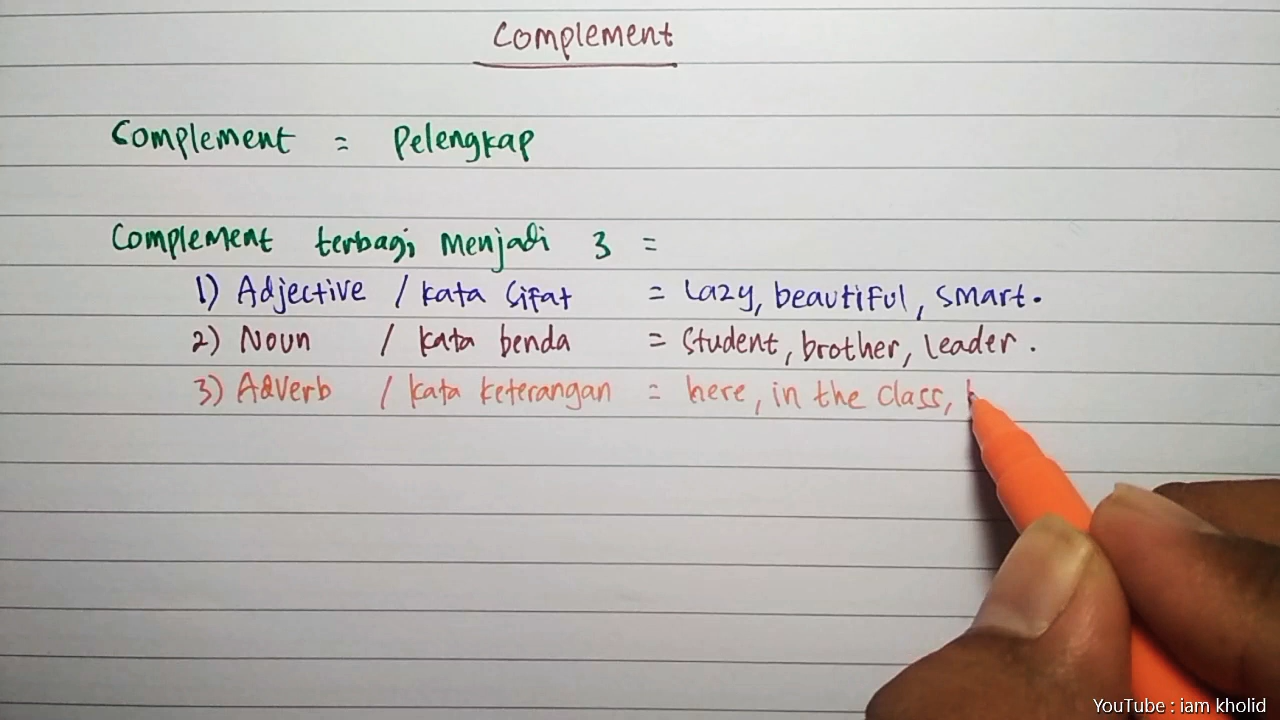 Complement
Complement = Pelengkap
Complement terbagi menjadi 3 =
1) Adjective / kata sifat = Lazy, beautiful, smart.
2) Noun / kata benda = Student, brother, leader.
3) Adverb / kata keterangan = here, in the class,
YouTube : iam kholid